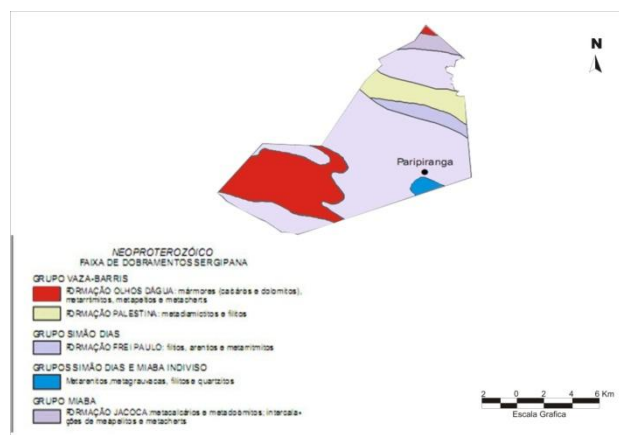 N
Paripiranga
NEOPROTEROZÓICO
FAIXA DE DOBRAMENTOS SERGIPANA
GRUPO VAZA-BARRIS
FORMAÇÃO OLHOS DÁGUA: mármores (calcários e dolomitos),
metarritmitos, metapelitos e metacherts
FORMAÇÃO PALESTINA: metadiamictitos e filitos
GRUPO SIMÃO DIAS
FORMAÇÃO FREI PAULO: filitos, arenitos e metarritmitos
GRUPOS SIMÃO DIAS E MIABA INDIVISO
Metarenitos, metagrauvacas, filitos e quartzitos
GRUPO MIABA
FORMAÇÃO JACOCA: metacalcários e metadolomitos; intercala-
ções de metapelitos e metacherts
2 0 2 4 6 Km
Escala Grafica